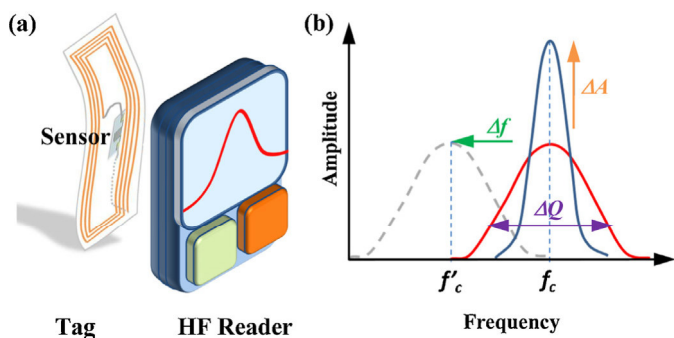 (a)
Sensor
Tag
HF Reader
(b)
Amplitude
ΔA
Δf
ΔQ
f'c
fc
Frequency